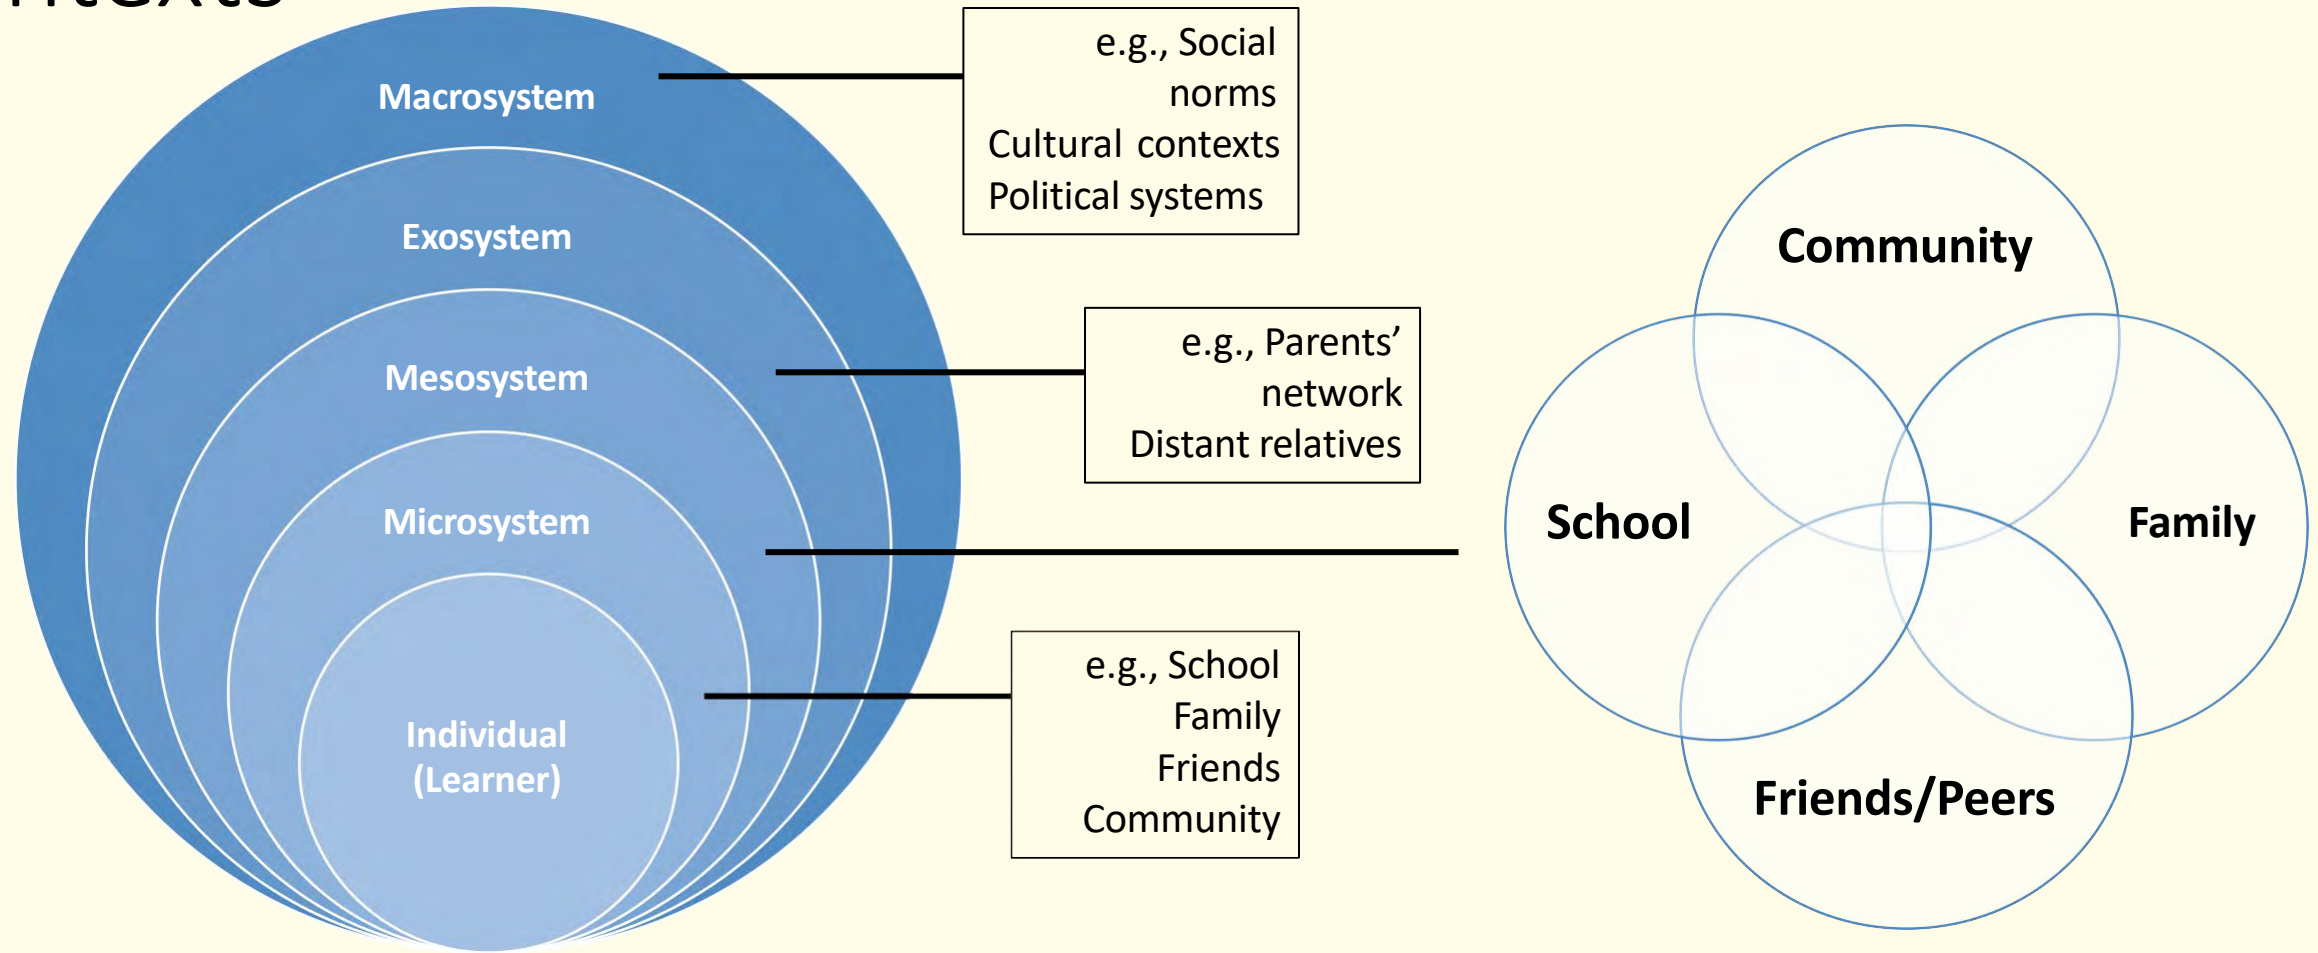 Macrosystem
Exosystem
Mesosystem
Microsystem
Individual
(Learner)
e.g., Social
norms
Cultural contexts
Political systems
e.g., Parents’
network
Distant relatives
e.g., School
Family
Friends
Community
Community
School
Family
Friends/Peers